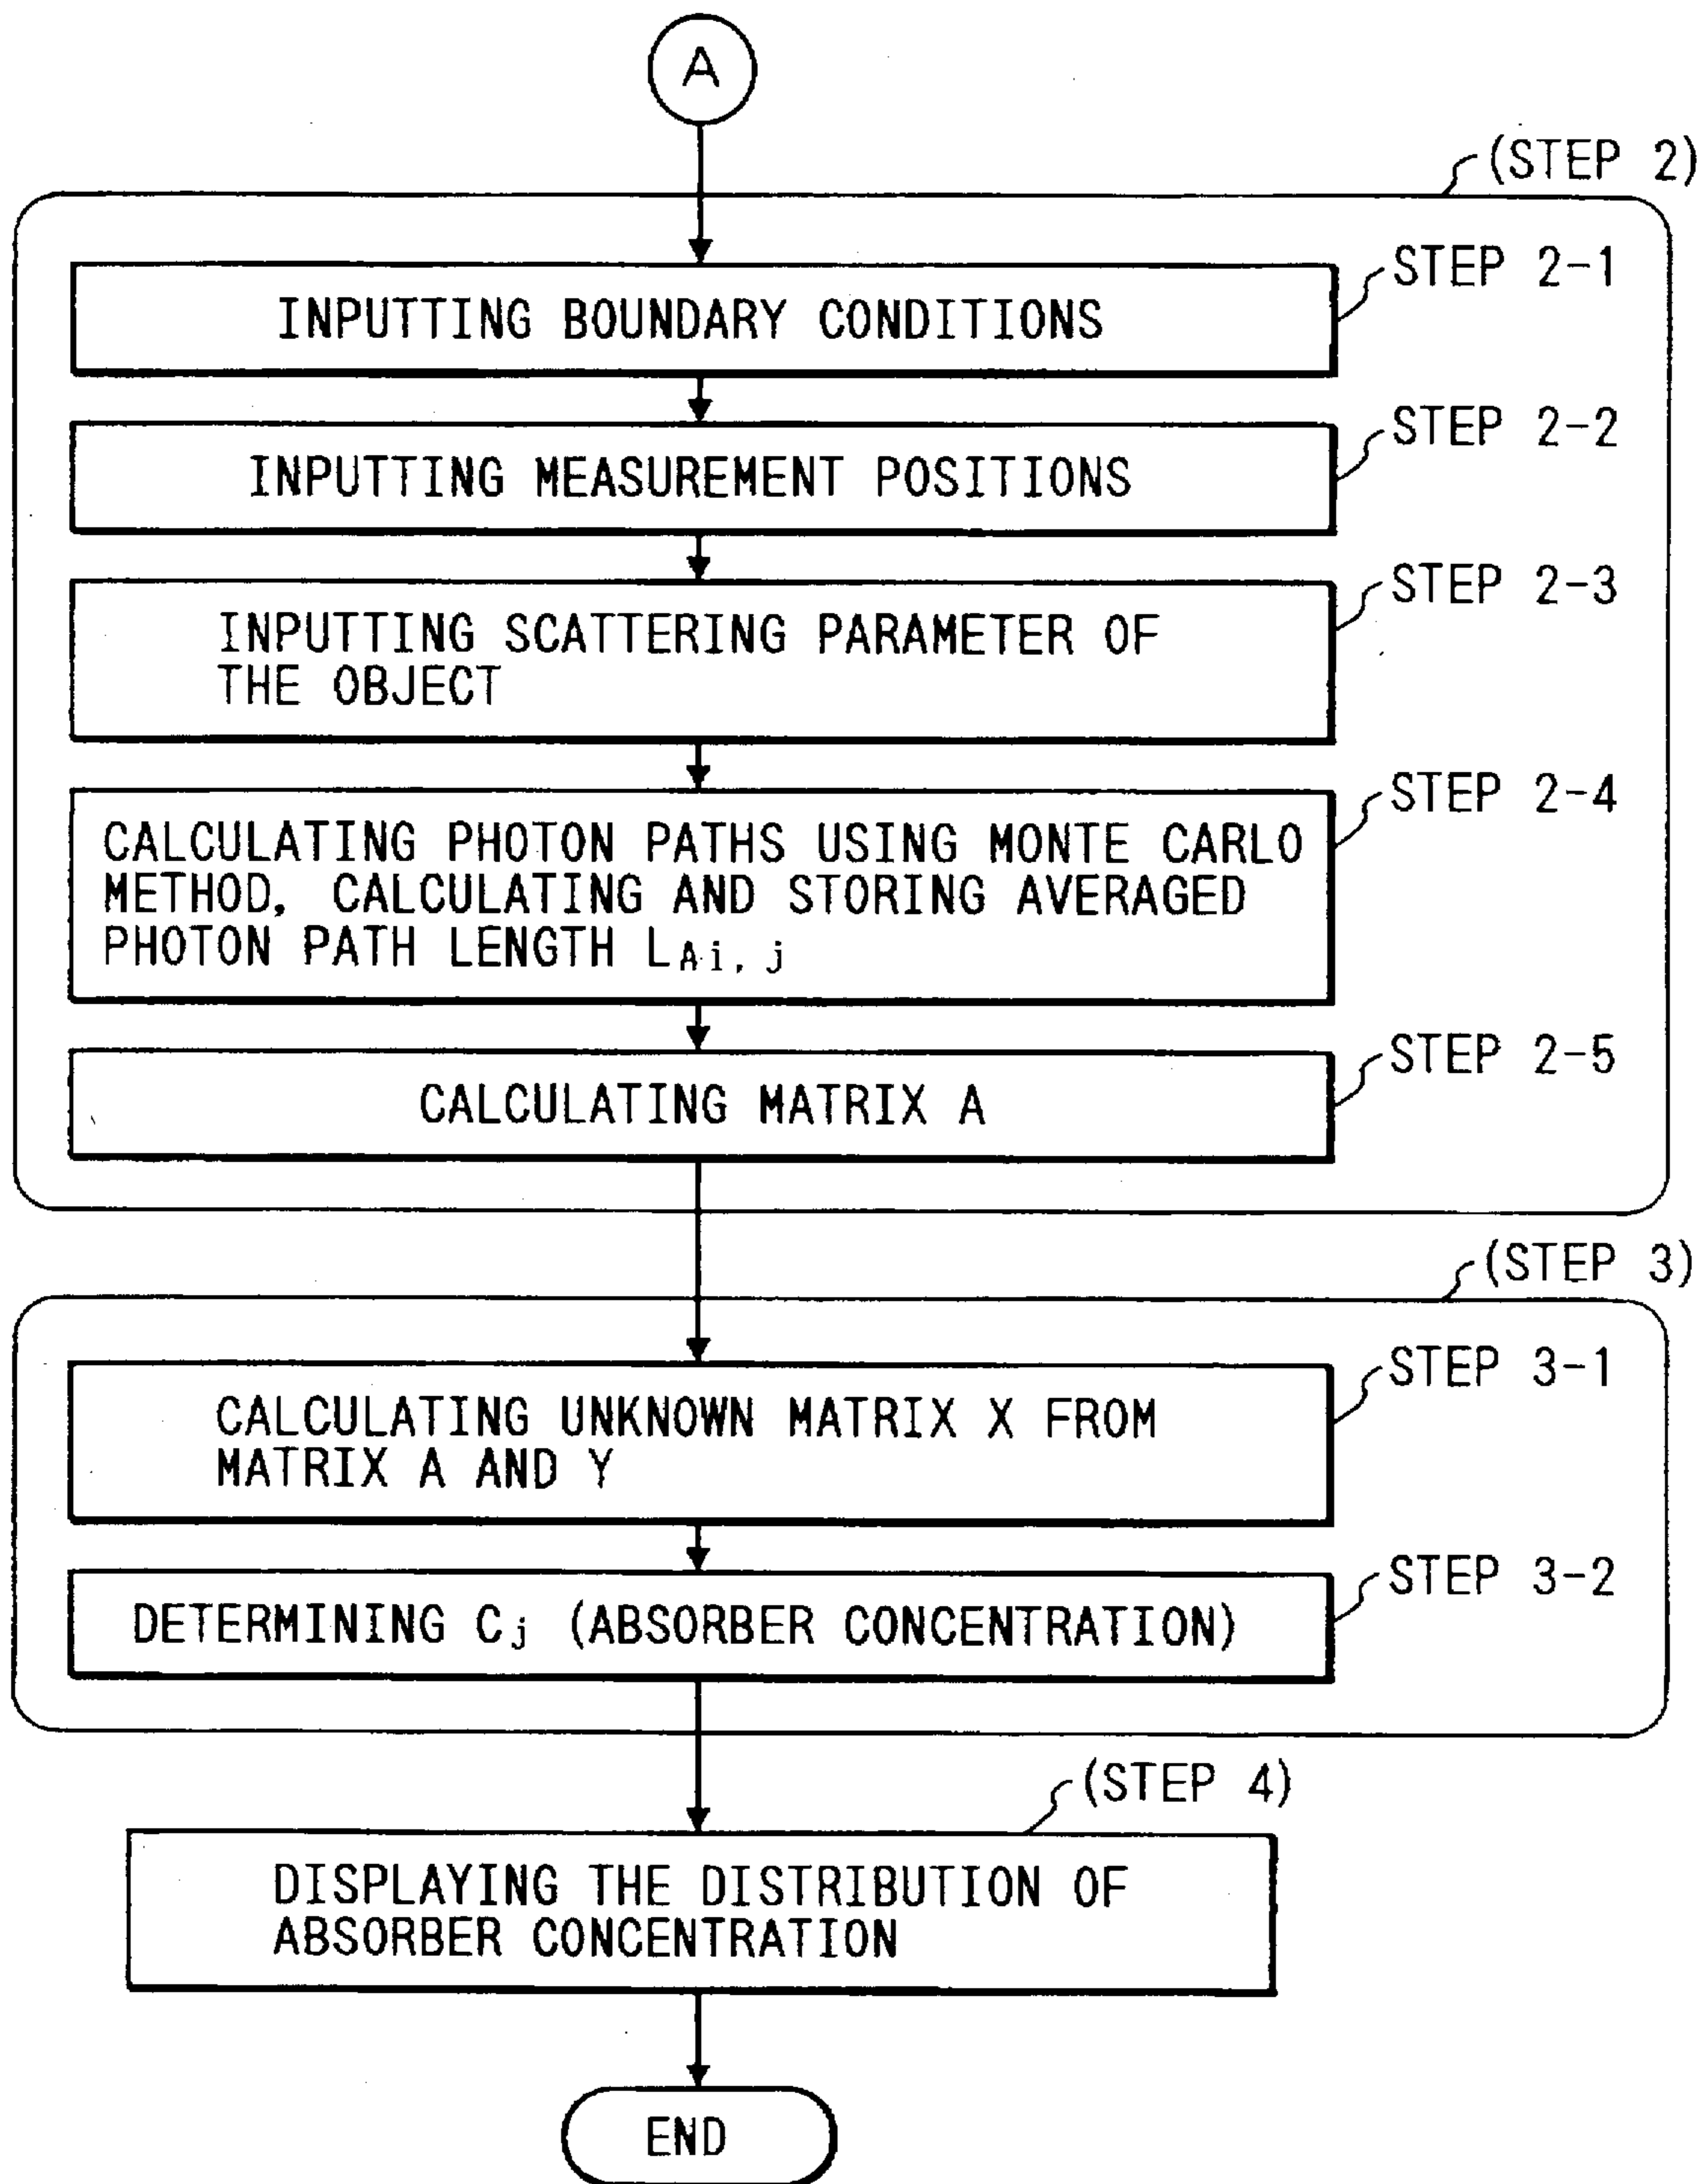 A
(STEP 2)
STEP 2-1
INPUTTING BOUNDARY CONDITIONS
STEP 2-2
INPUTTING MEASUREMENT POSITIONS
STEP 2-3
INPUTTING SCATTERING PARAMETER OF
THE OBJECT
STEP 2-4
CALCULATING PHOTON PATHS USING MONTE CARLO
METHOD, CALCULATING AND STORING AVERAGED
PHOTON PATH LENGTH LAi, j
STEP 2-5
CALCULATING MATRIX A
(STEP 3)
STEP 3-1
CALCULATING UNKNOWN MATRIX X FROM
MATRIX A AND Y
STEP 3-2
DETERMINING Cj (ABSORBER CONCENTRATION)
(STEP 4)
DISPLAYING THE DISTRIBUTION OF
ABSORBER CONCENTRATION
END